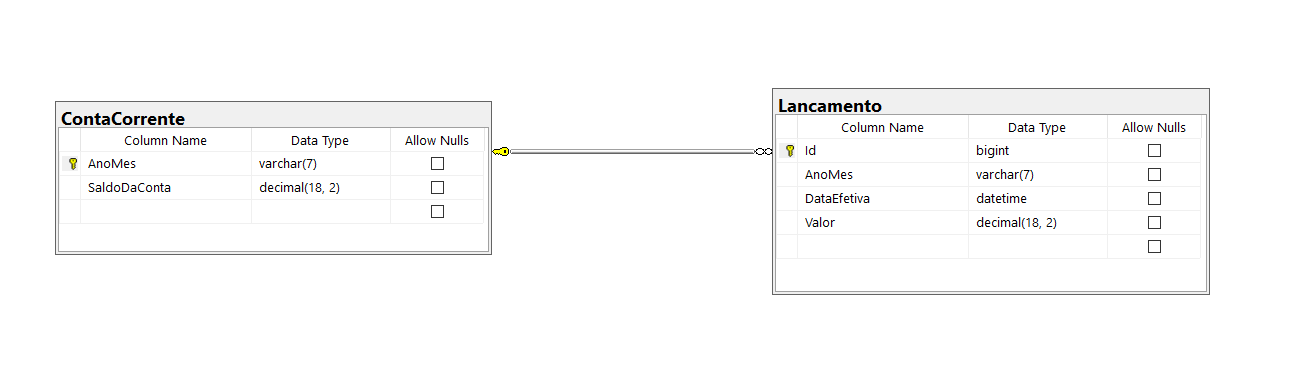 ContaCorrente
Column Name Data Type Allow Nulls
AnoMes varchar(7)
SaldoDaConta decimal(18, 2)
Lancamento
Column Name Data Type Allow Nulls
Id bigint
AnoMes varchar(7)
DataEfetiva datetime
Valor decimal(18, 2)